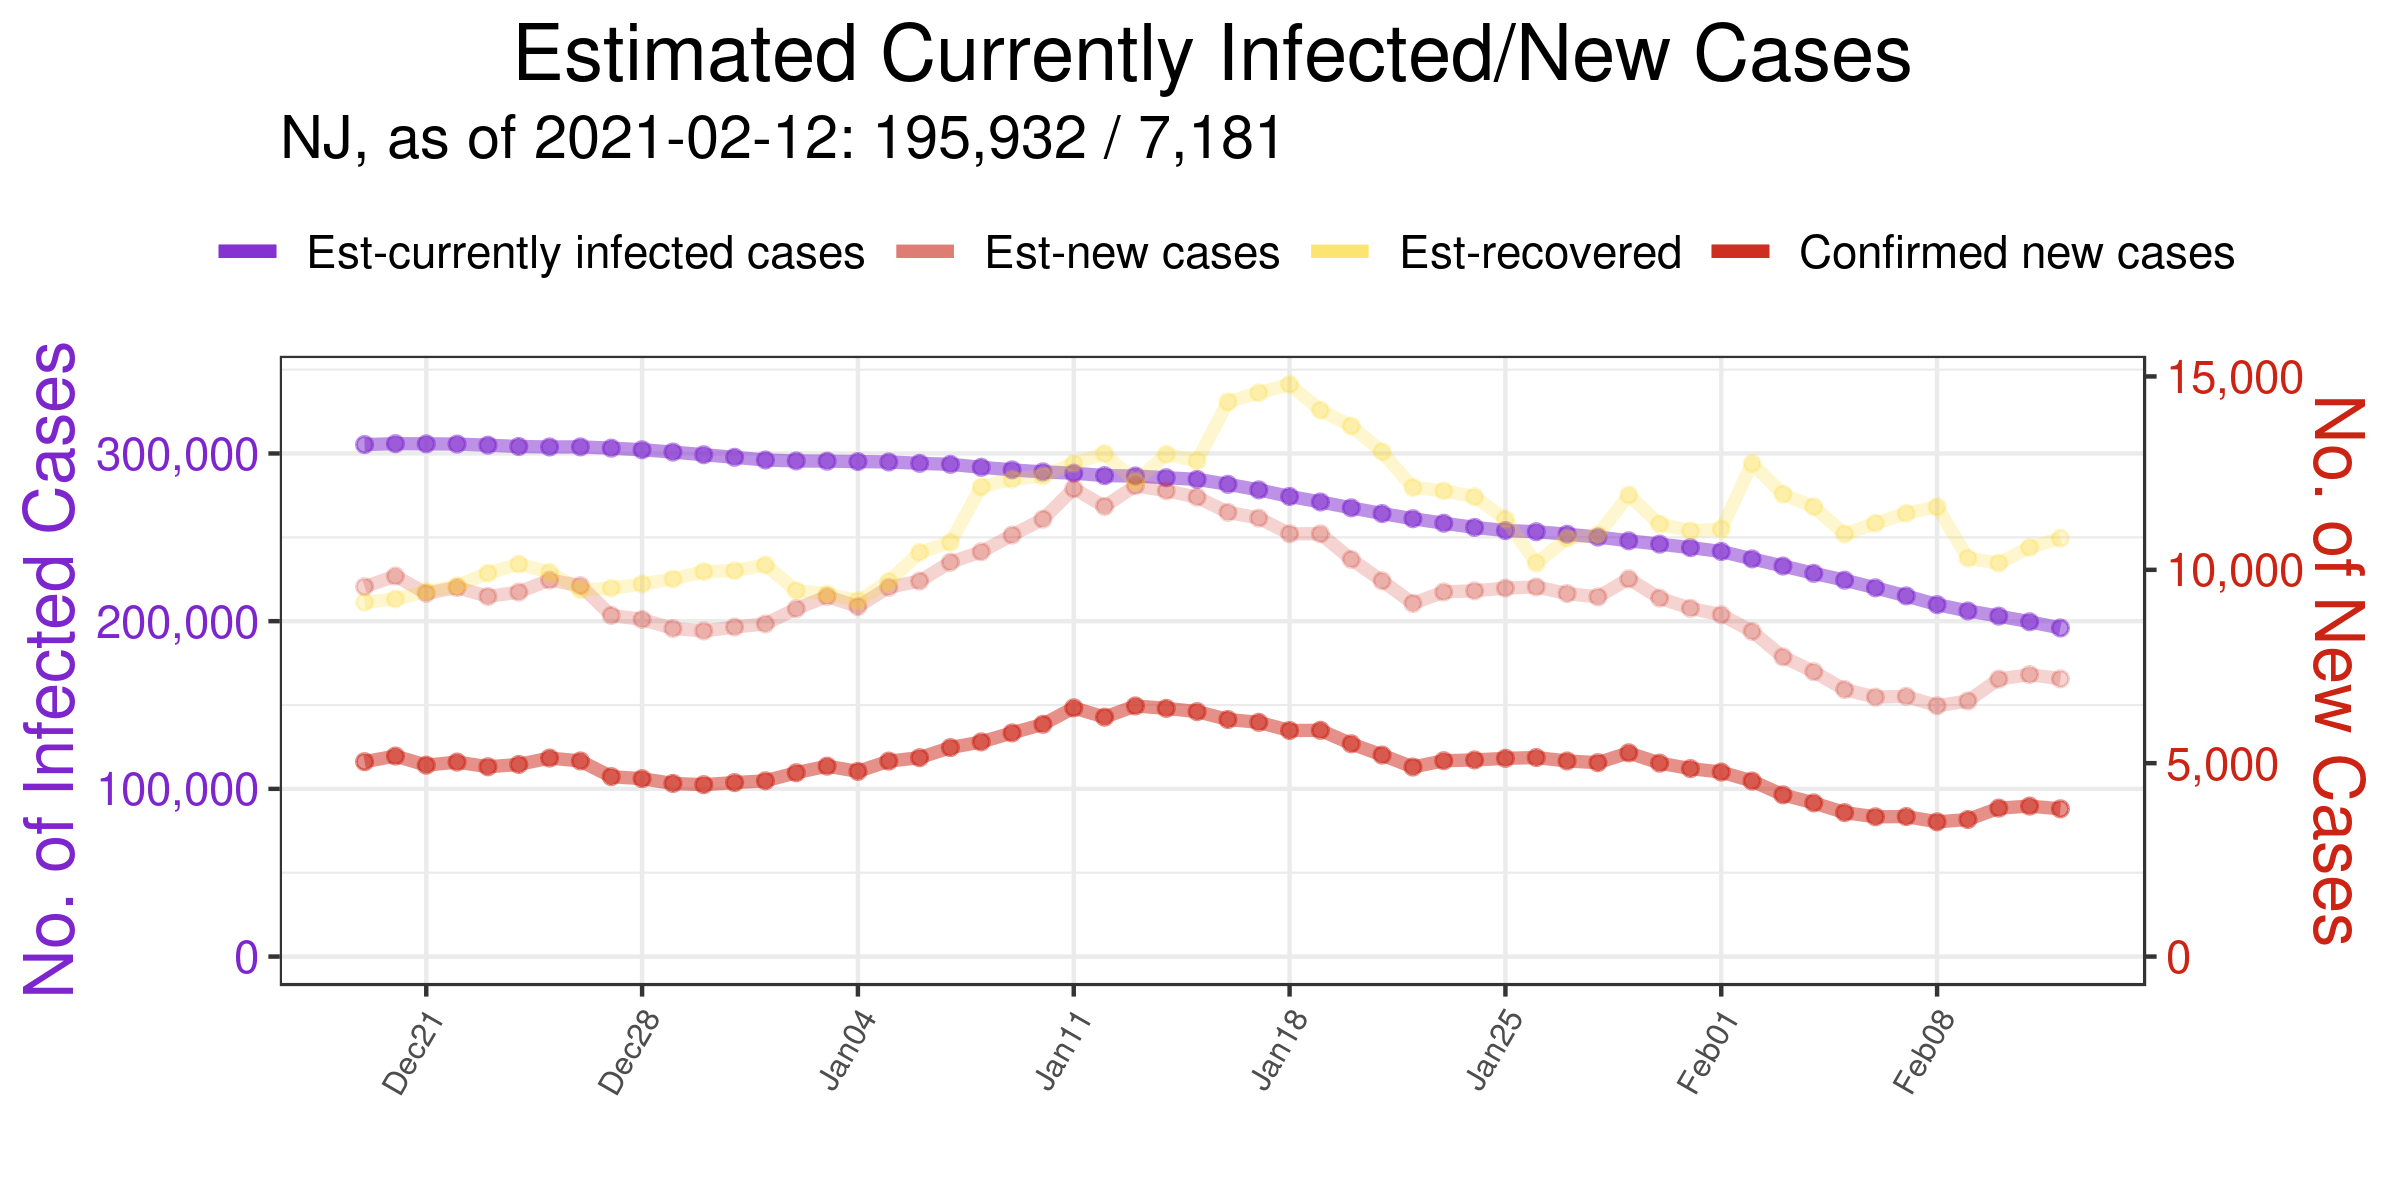 Estimated Currently Infected/New Cases
NJ, as of 2021-02-12: 195,932 / 7,181
Est-currently infected cases Est-new cases Est-recovered Confirmed new cases
No. of Infected Cases
300,000
200,000
100,000
0
15,000
10,000
5,000
0
No. of New Cases
Dec21 Dec28 Jan04 Jan11 Jan18 Jan25 Feb01 Feb08